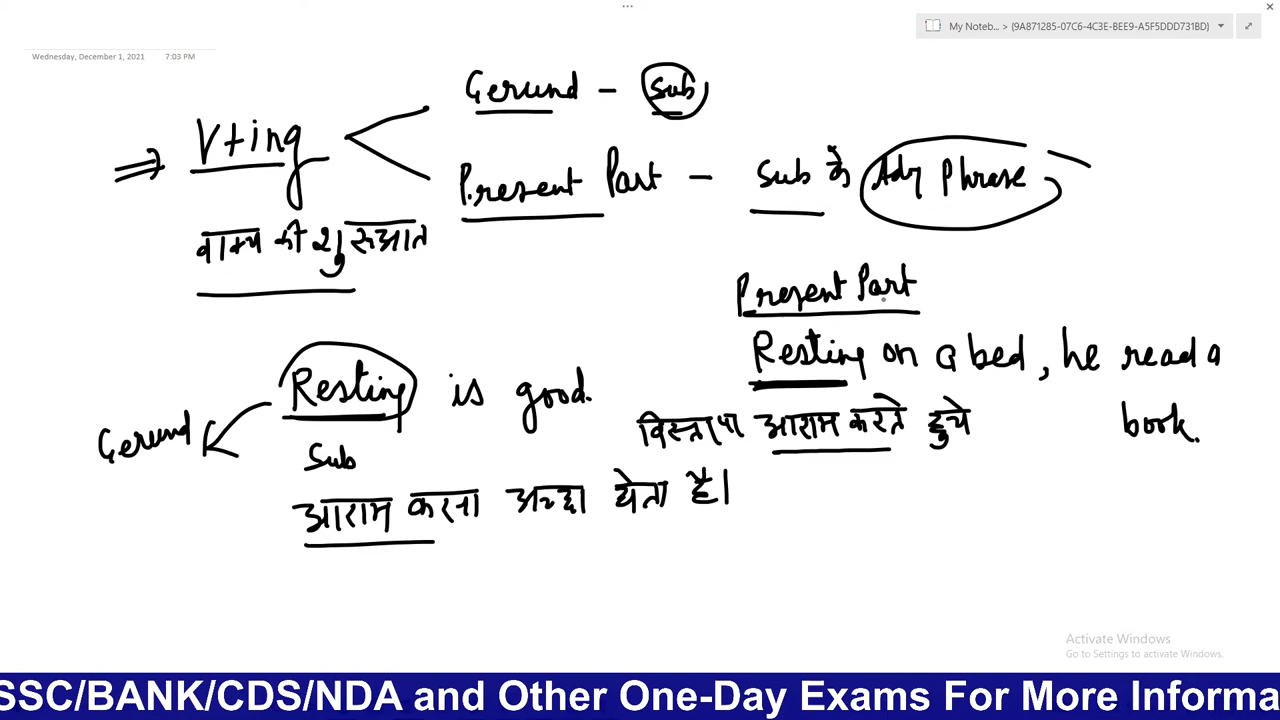 My Noteb... > {9A871285-07C6-4C3E-BEE9-A5F5DDD731BD}
Wednesday, December 1, 2021 7:03 PM
Gerund - Sub
⇒ V+ing
Present Part - Sub के Adj Phrase
वाक्य की शुरूआत
Present Part
Resting on a bed, he read a
book.
Resting is good.
Gerund
Sub
विस्तर पर आराम करते हुये
आराम करना अच्छा होता है।
Activate Windows
Go to Settings to activate Windows.
SSC/BANK/CDS/NDA and Other One-Day Exams For More Informa